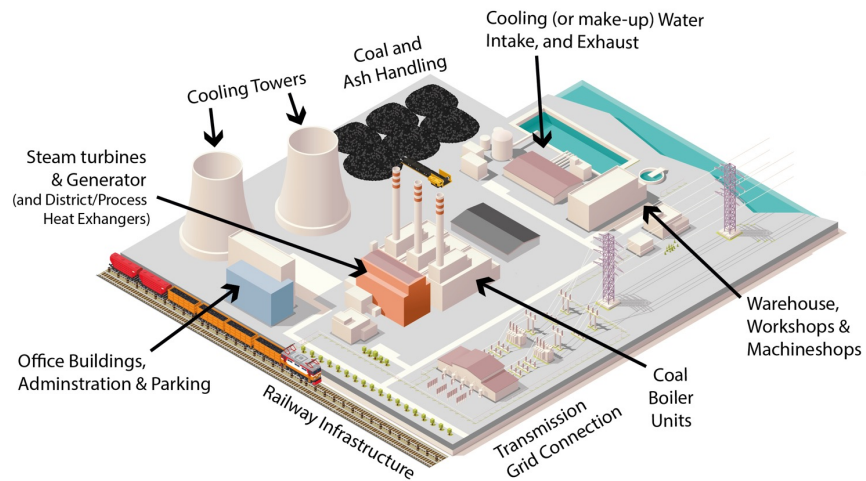 Cooling (or make-up) Water
Intake, and Exhaust
Coal and
Ash Handling
Cooling Towers
Steam turbines
& Generator
(and District/Process
Heat Exhangers)
Office Buildings,
Adminstration & Parking
Railway Infrastructure
Transmission
Grid Connection
Coal
Boiler
Units
Warehouse,
Workshops &
Machineshops